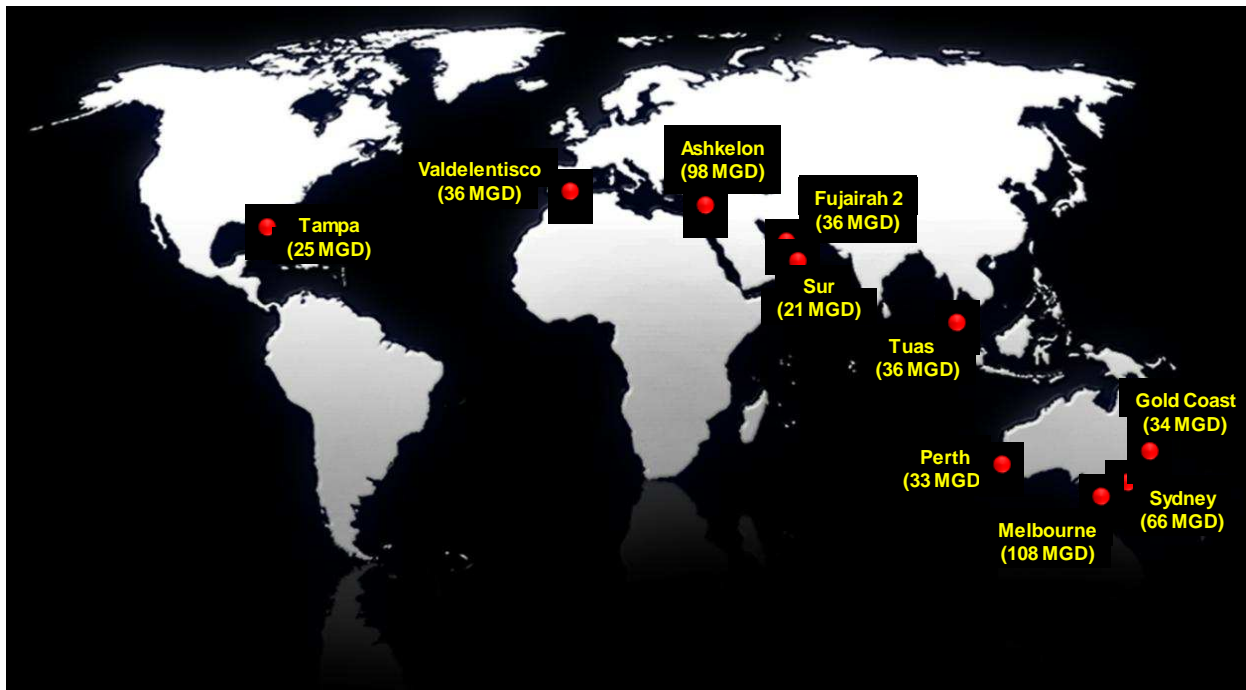 Ashkelon
(98 MGD)
Valdelentisco
(36 MGD)
Fujairah 2
(36 MGD)
Tampa
(25 MGD)
Sur
(21 MGD)
Tuas
(36 MGD)
Gold Coast
(34 MGD)
Perth
(33 MGD
Sydney
(66 MGD)
Melbourne
(108 MGD)